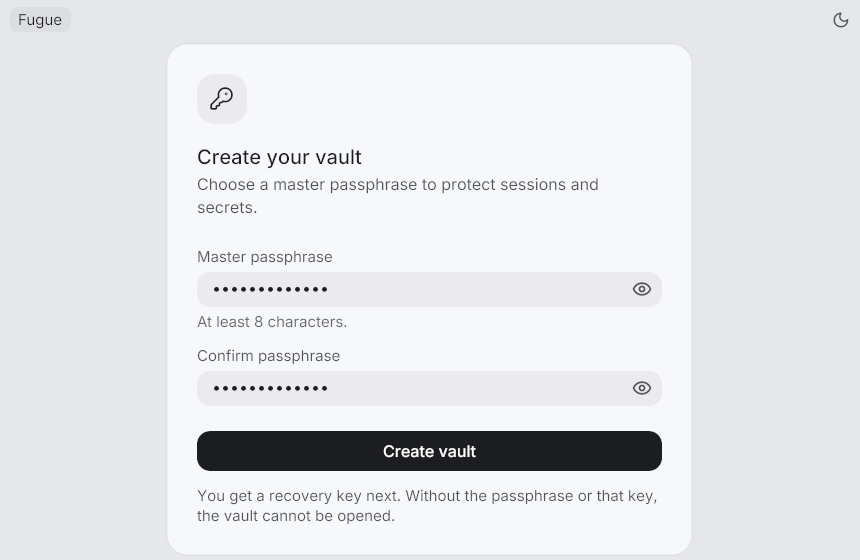 Fugue
Create your vault
Choose a master passphrase to protect sessions and
secrets.
Master passphrase
•••••••••••••
At least 8 characters.
Confirm passphrase
•••••••••••••
Create vault
You get a recovery key next. Without the passphrase or that key,
the vault cannot be opened.